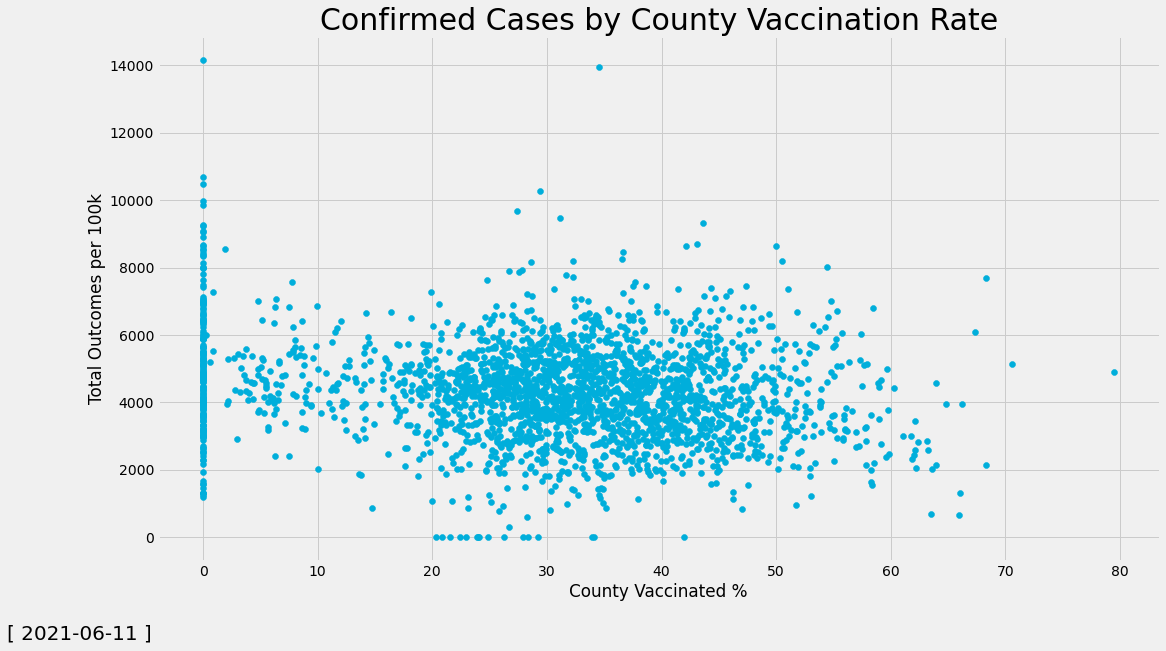 Confirmed Cases by County Vaccination Rate
Total Outcomes per 100k
14000
12000
10000
8000
6000
4000
2000
0
0 10 20 30 40 50 60 70 80
County Vaccinated %
[ 2021-06-11 ]